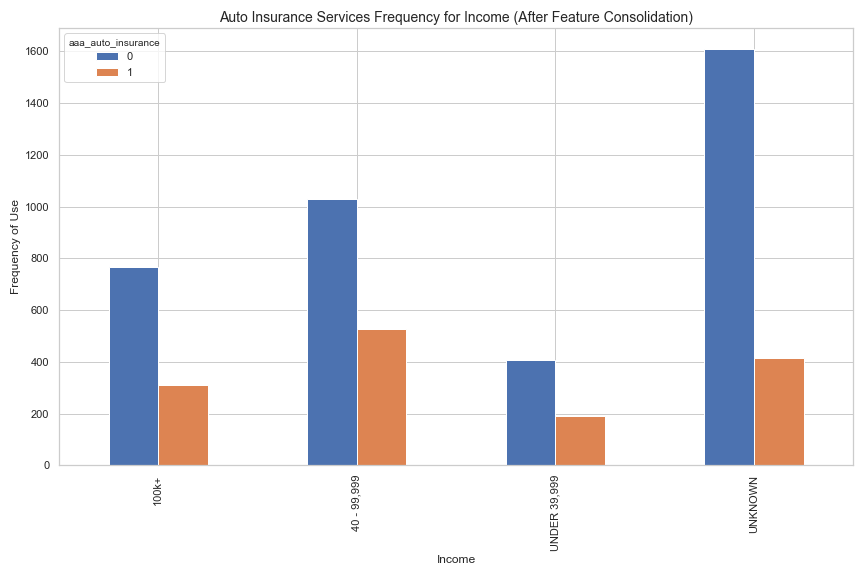 Auto Insurance Services Frequency for Income (After Feature Consolidation)
aaa_auto_insurance
0
1
Frequency of Use
1600
1400
1200
1000
800
600
400
200
0
100k+
40 - 99,999
UNDER 39,999
UNKNOWN
Income